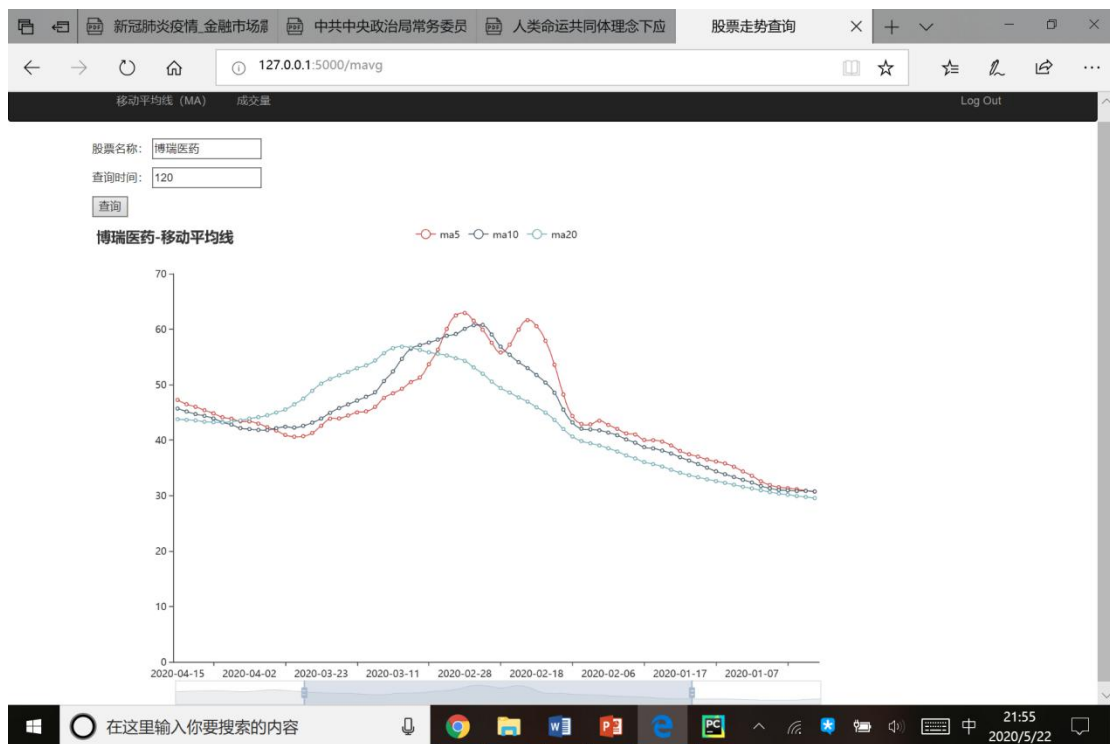 新冠肺炎疫情_金融市场
中共中央政治局常务委员
人类命运共同体理念下应
股票走势查询
127.0.0.1:5000/mavg
移动平均线 (MA)
成交量
Log Out
股票名称: 博瑞医药
查询时间: 120
查询
博瑞医药-移动平均线
ma5 ma10 ma20
70
60
50
40
30
20
10
0
2020-04-15 2020-04-02 2020-03-23 2020-03-11 2020-02-28 2020-02-18 2020-02-06 2020-01-17 2020-01-07
在这里输入你要搜索的内容
中
21:55
2020/5/22